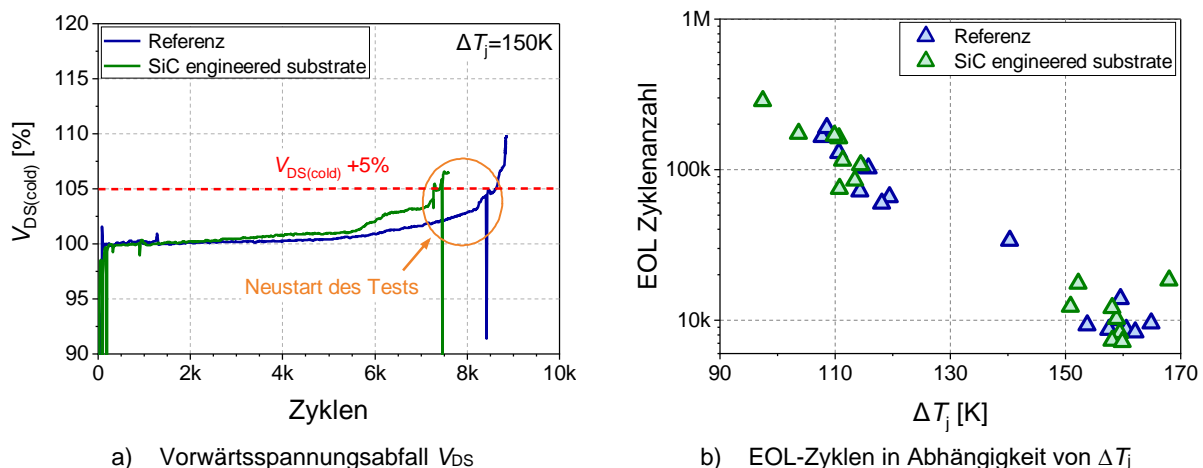 120
115
110
105
100
95
90
V_DS(cold) [%]
Referenz
SiC engineered substrate
ΔT_j=150K
V_DS(cold) +5%
Neustart des Tests
0 2k 4k 6k 8k 10k
Zyklen
a) Vorwärtsspannungsabfall V_DS
1M
100k
10k
EOL Zyklenanzahl
Referenz
SiC engineered substrate
90 110 130 150 170
ΔT_j [K]
b) EOL-Zyklen in Abhängigkeit von ΔT_j